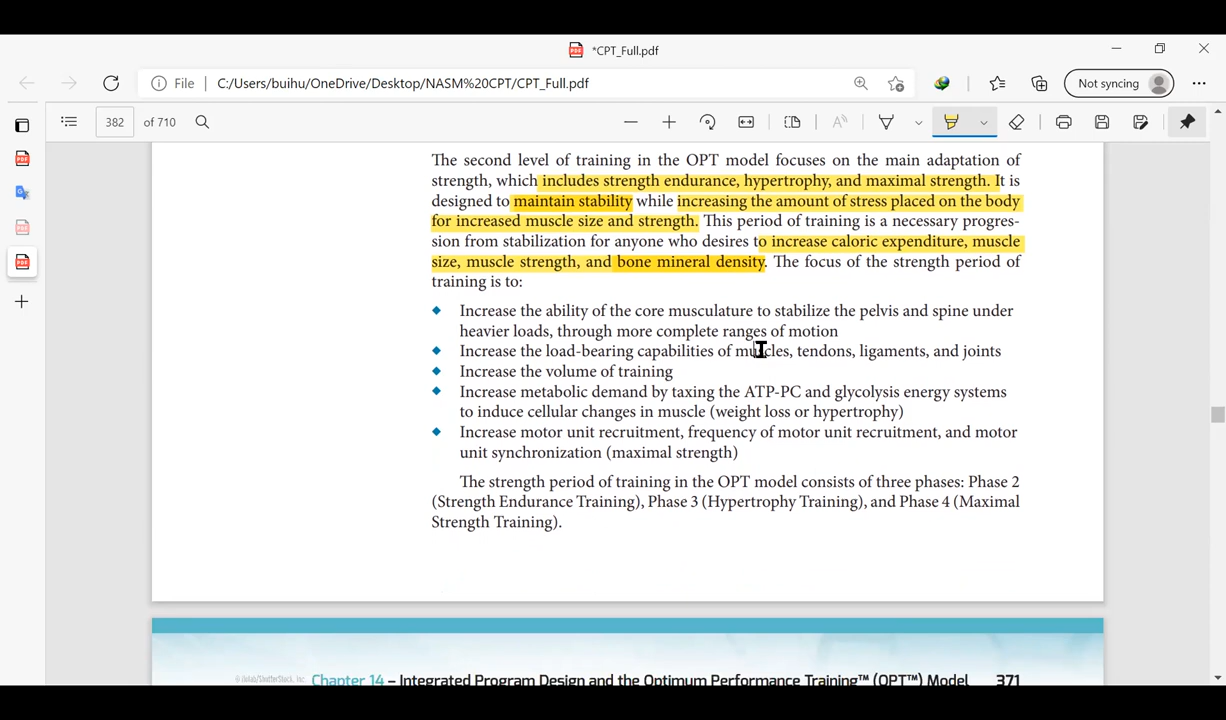 *CPT_Full.pdf
File | C:/Users/buihu/OneDrive/Desktop/NASM%20CPT/CPT_Full.pdf
Not syncing
382 of 710
The second level of training in the OPT model focuses on the main adaptation of
strength, which includes strength endurance, hypertrophy, and maximal strength. It is
designed to maintain stability while increasing the amount of stress placed on the body
for increased muscle size and strength. This period of training is a necessary progres-
sion from stabilization for anyone who desires to increase caloric expenditure, muscle
size, muscle strength, and bone mineral density. The focus of the strength period of
training is to:
◆ Increase the ability of the core musculature to stabilize the pelvis and spine under
heavier loads, through more complete ranges of motion
◆ Increase the load-bearing capabilities of muscles, tendons, ligaments, and joints
◆ Increase the volume of training
◆ Increase metabolic demand by taxing the ATP-PC and glycolysis energy systems
to induce cellular changes in muscle (weight loss or hypertrophy)
◆ Increase motor unit recruitment, frequency of motor unit recruitment, and motor
unit synchronization (maximal strength)
The strength period of training in the OPT model consists of three phases: Phase 2
(Strength Endurance Training), Phase 3 (Hypertrophy Training), and Phase 4 (Maximal
Strength Training).
Chapter 14 – Integrated Program Design and the Optimum Performance Training™ (OPT™) Model 371